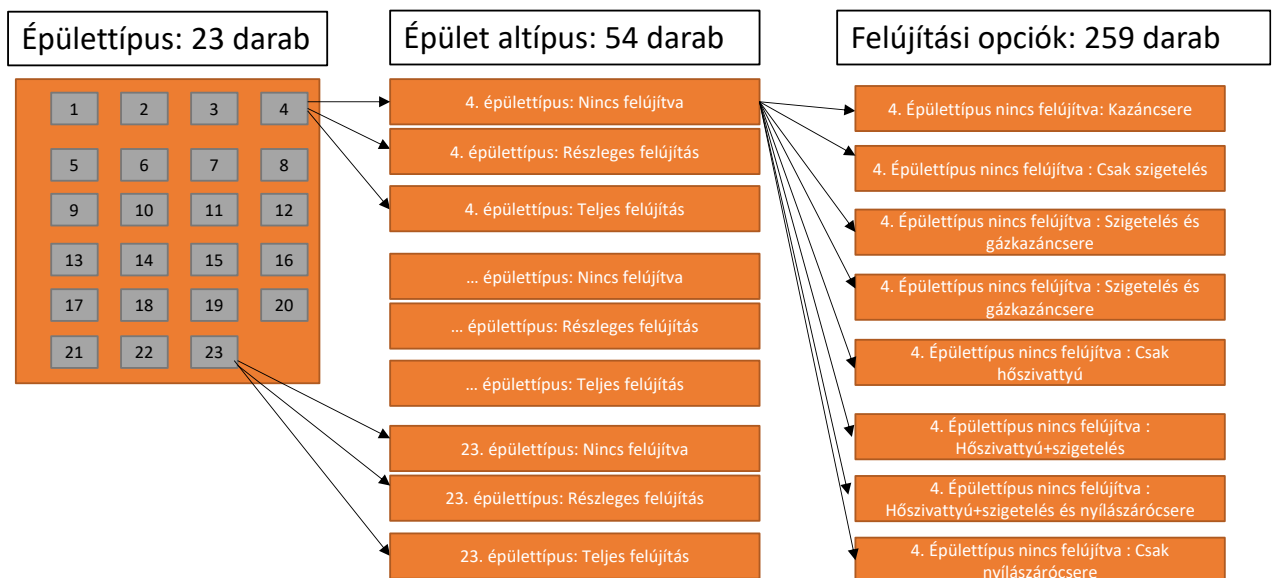 Épülettípus: 23 darab
1 2 3 4
5 6 7 8
9 10 11 12
13 14 15 16
17 18 19 20
21 22 23
Épület altípus: 54 darab
4. épülettípus: Nincs felújítva
4. épülettípus: Részleges felújítás
4. épülettípus: Teljes felújítás
... épülettípus: Nincs felújítva
... épülettípus: Részleges felújítás
... épülettípus: Teljes felújítás
23. épülettípus: Nincs felújítva
23. épülettípus: Részleges felújítás
23. épülettípus: Teljes felújítás
Felújítási opciók: 259 darab
4. Épülettípus nincs felújítva: Kazáncsere
4. Épülettípus nincs felújítva : Csak szigetelés
4. Épülettípus nincs felújítva : Szigetelés és
gázkazáncsere
4. Épülettípus nincs felújítva : Szigetelés és
gázkazáncsere
4. Épülettípus nincs felújítva : Csak
hőszivattyú
4. Épülettípus nincs felújítva :
Hőszivattyú+szigetelés
4. Épülettípus nincs felújítva :
Hőszivattyú+szigetelés és nyílászárócsere
4. Épülettípus nincs felújítva : Csak
nyílászárócsere